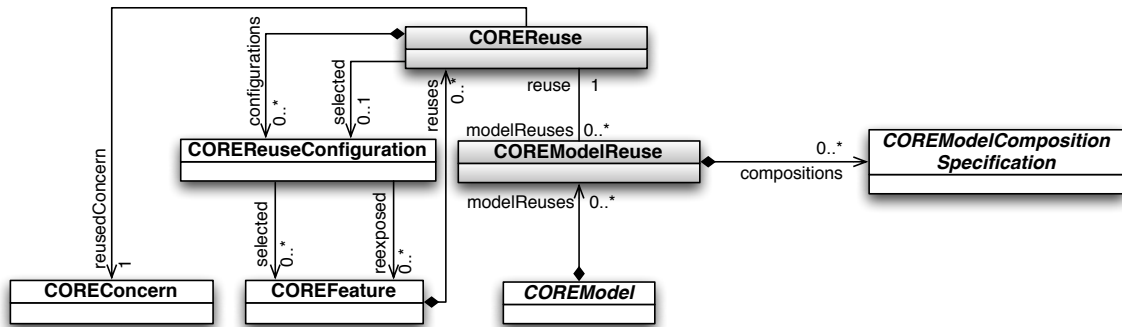 COREReuse
configurations
0..*
selected
0..1
reuses
0..*
reuse
1
modelReuses
0..*
COREReuseConfiguration
COREModelReuse
0..*
compositions
COREModelComposition
Specification
reusedConcern
1
selected
0..*
reexposed
0..*
modelReuses
0..*
COREConcern
COREFeature
COREModel